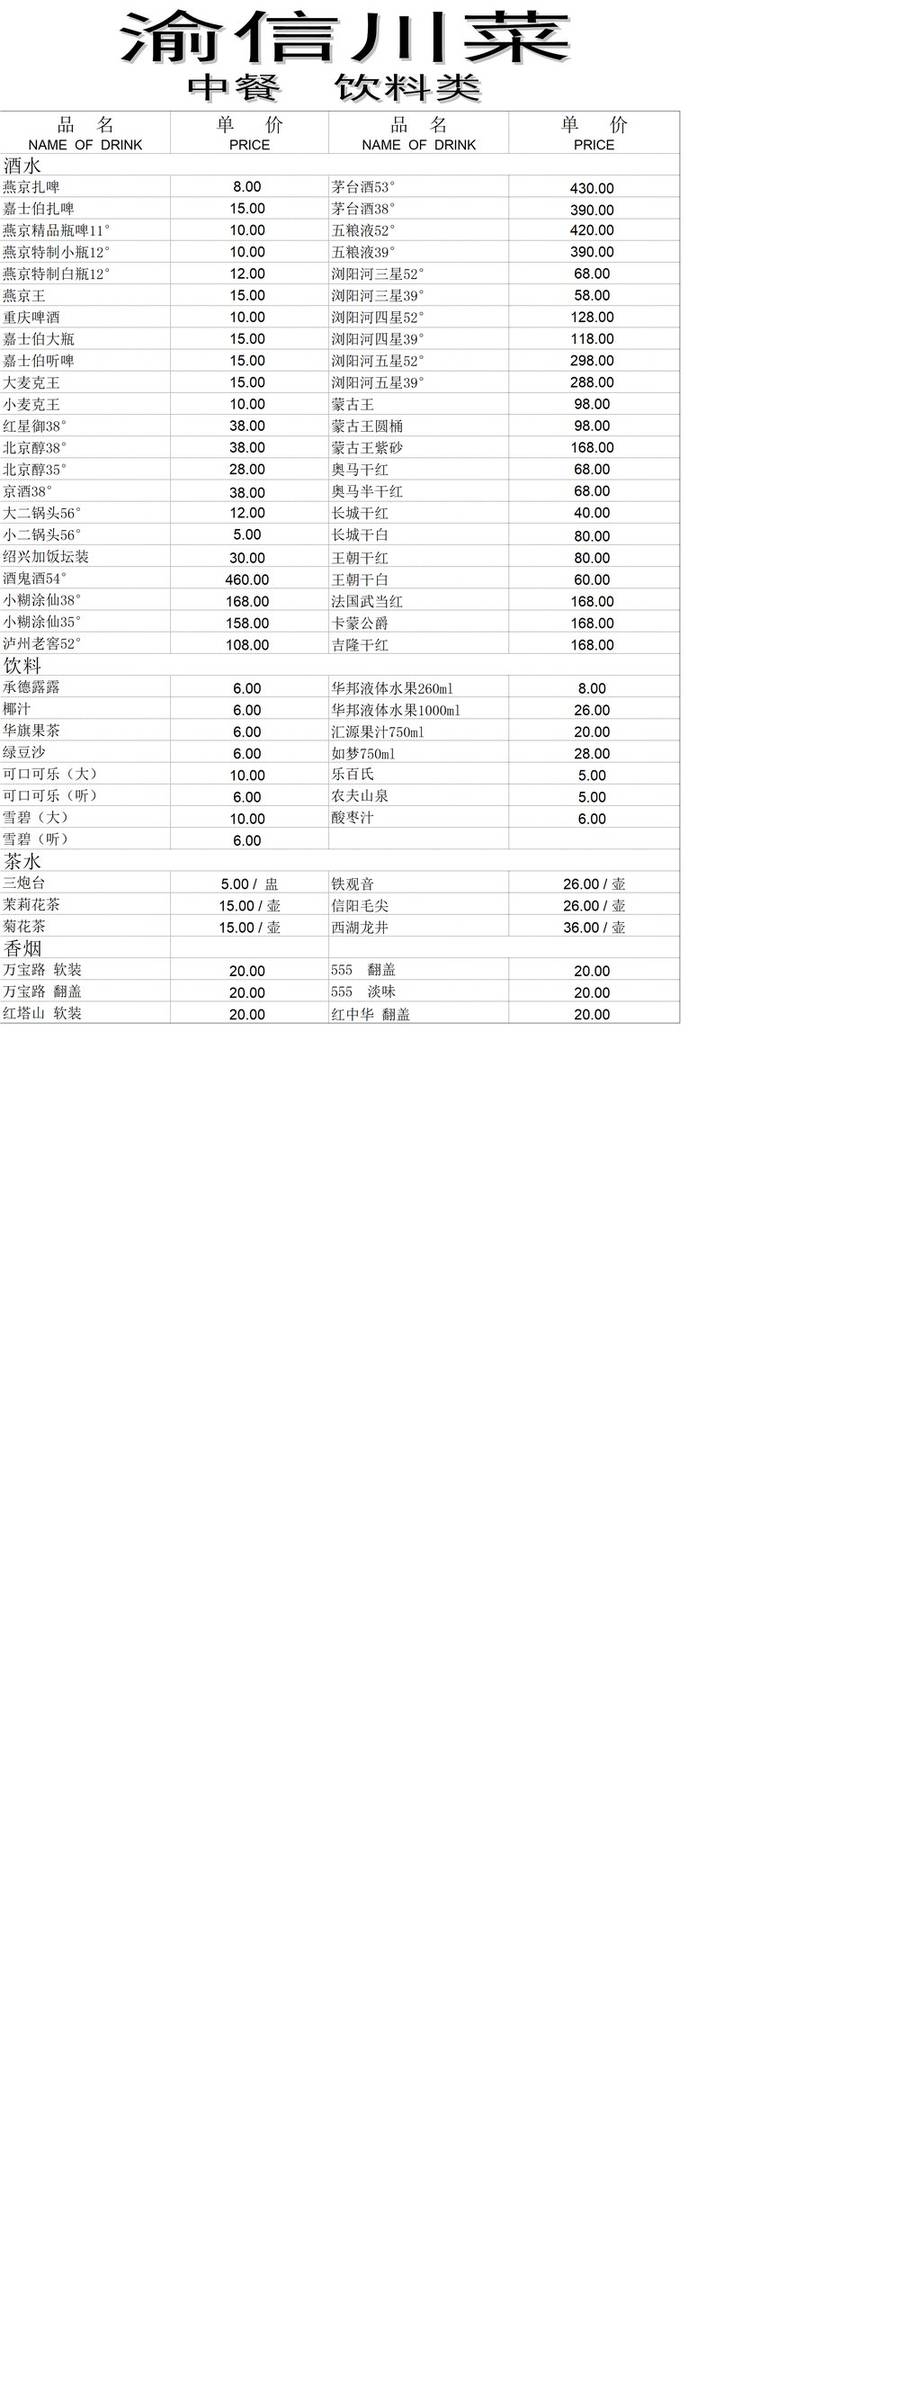 渝信川菜
中餐 饮料类
品 名 单 价 品 名 单 价
NAME OF DRINK PRICE NAME OF DRINK PRICE
酒水
燕京扎啤 8.00 茅台酒53° 430.00
嘉士伯扎啤 15.00 茅台酒38° 390.00
燕京精品瓶啤11° 10.00 五粮液52° 420.00
燕京特制小瓶12° 10.00 五粮液39° 390.00
燕京特制白瓶12° 12.00 浏阳河三星52° 68.00
燕京王 15.00 浏阳河三星39° 58.00
重庆啤酒 10.00 浏阳河四星52° 128.00
嘉士伯大瓶 15.00 浏阳河四星39° 118.00
嘉士伯听啤 15.00 浏阳河五星52° 298.00
大麦克王 15.00 浏阳河五星39° 288.00
小麦克王 10.00 蒙古王 98.00
红星御38° 38.00 蒙古王圆桶 98.00
北京醇38° 38.00 蒙古王紫砂 168.00
北京醇35° 28.00 奥马干红 68.00
京酒38° 38.00 奥马半干红 68.00
大二锅头56° 12.00 长城干红 40.00
小二锅头56° 5.00 长城干白 80.00
绍兴加饭坛装 30.00 王朝干红 80.00
酒鬼酒54° 460.00 王朝干白 60.00
小糊涂仙38° 168.00 法国武当红 168.00
小糊涂仙35° 158.00 卡蒙公爵 168.00
泸州老窖52° 108.00 吉隆干红 168.00
饮料
承德露露 6.00 华邦液体水果260ml 8.00
椰汁 6.00 华邦液体水果1000ml 26.00
华旗果茶 6.00 汇源果汁750ml 20.00
绿豆沙 6.00 如梦750ml 28.00
可口可乐（大） 10.00 乐百氏 5.00
可口可乐（听） 6.00 农夫山泉 5.00
雪碧（大） 10.00 酸枣汁 6.00
雪碧（听） 6.00
茶水
三炮台 5.00 / 盅 铁观音 26.00 / 壶
茉莉花茶 15.00 / 壶 信阳毛尖 26.00 / 壶
菊花茶 15.00 / 壶 西湖龙井 36.00 / 壶
香烟
万宝路 软装 20.00 555 翻盖 20.00
万宝路 翻盖 20.00 555 淡味 20.00
红塔山 软装 20.00 红中华 翻盖 20.00